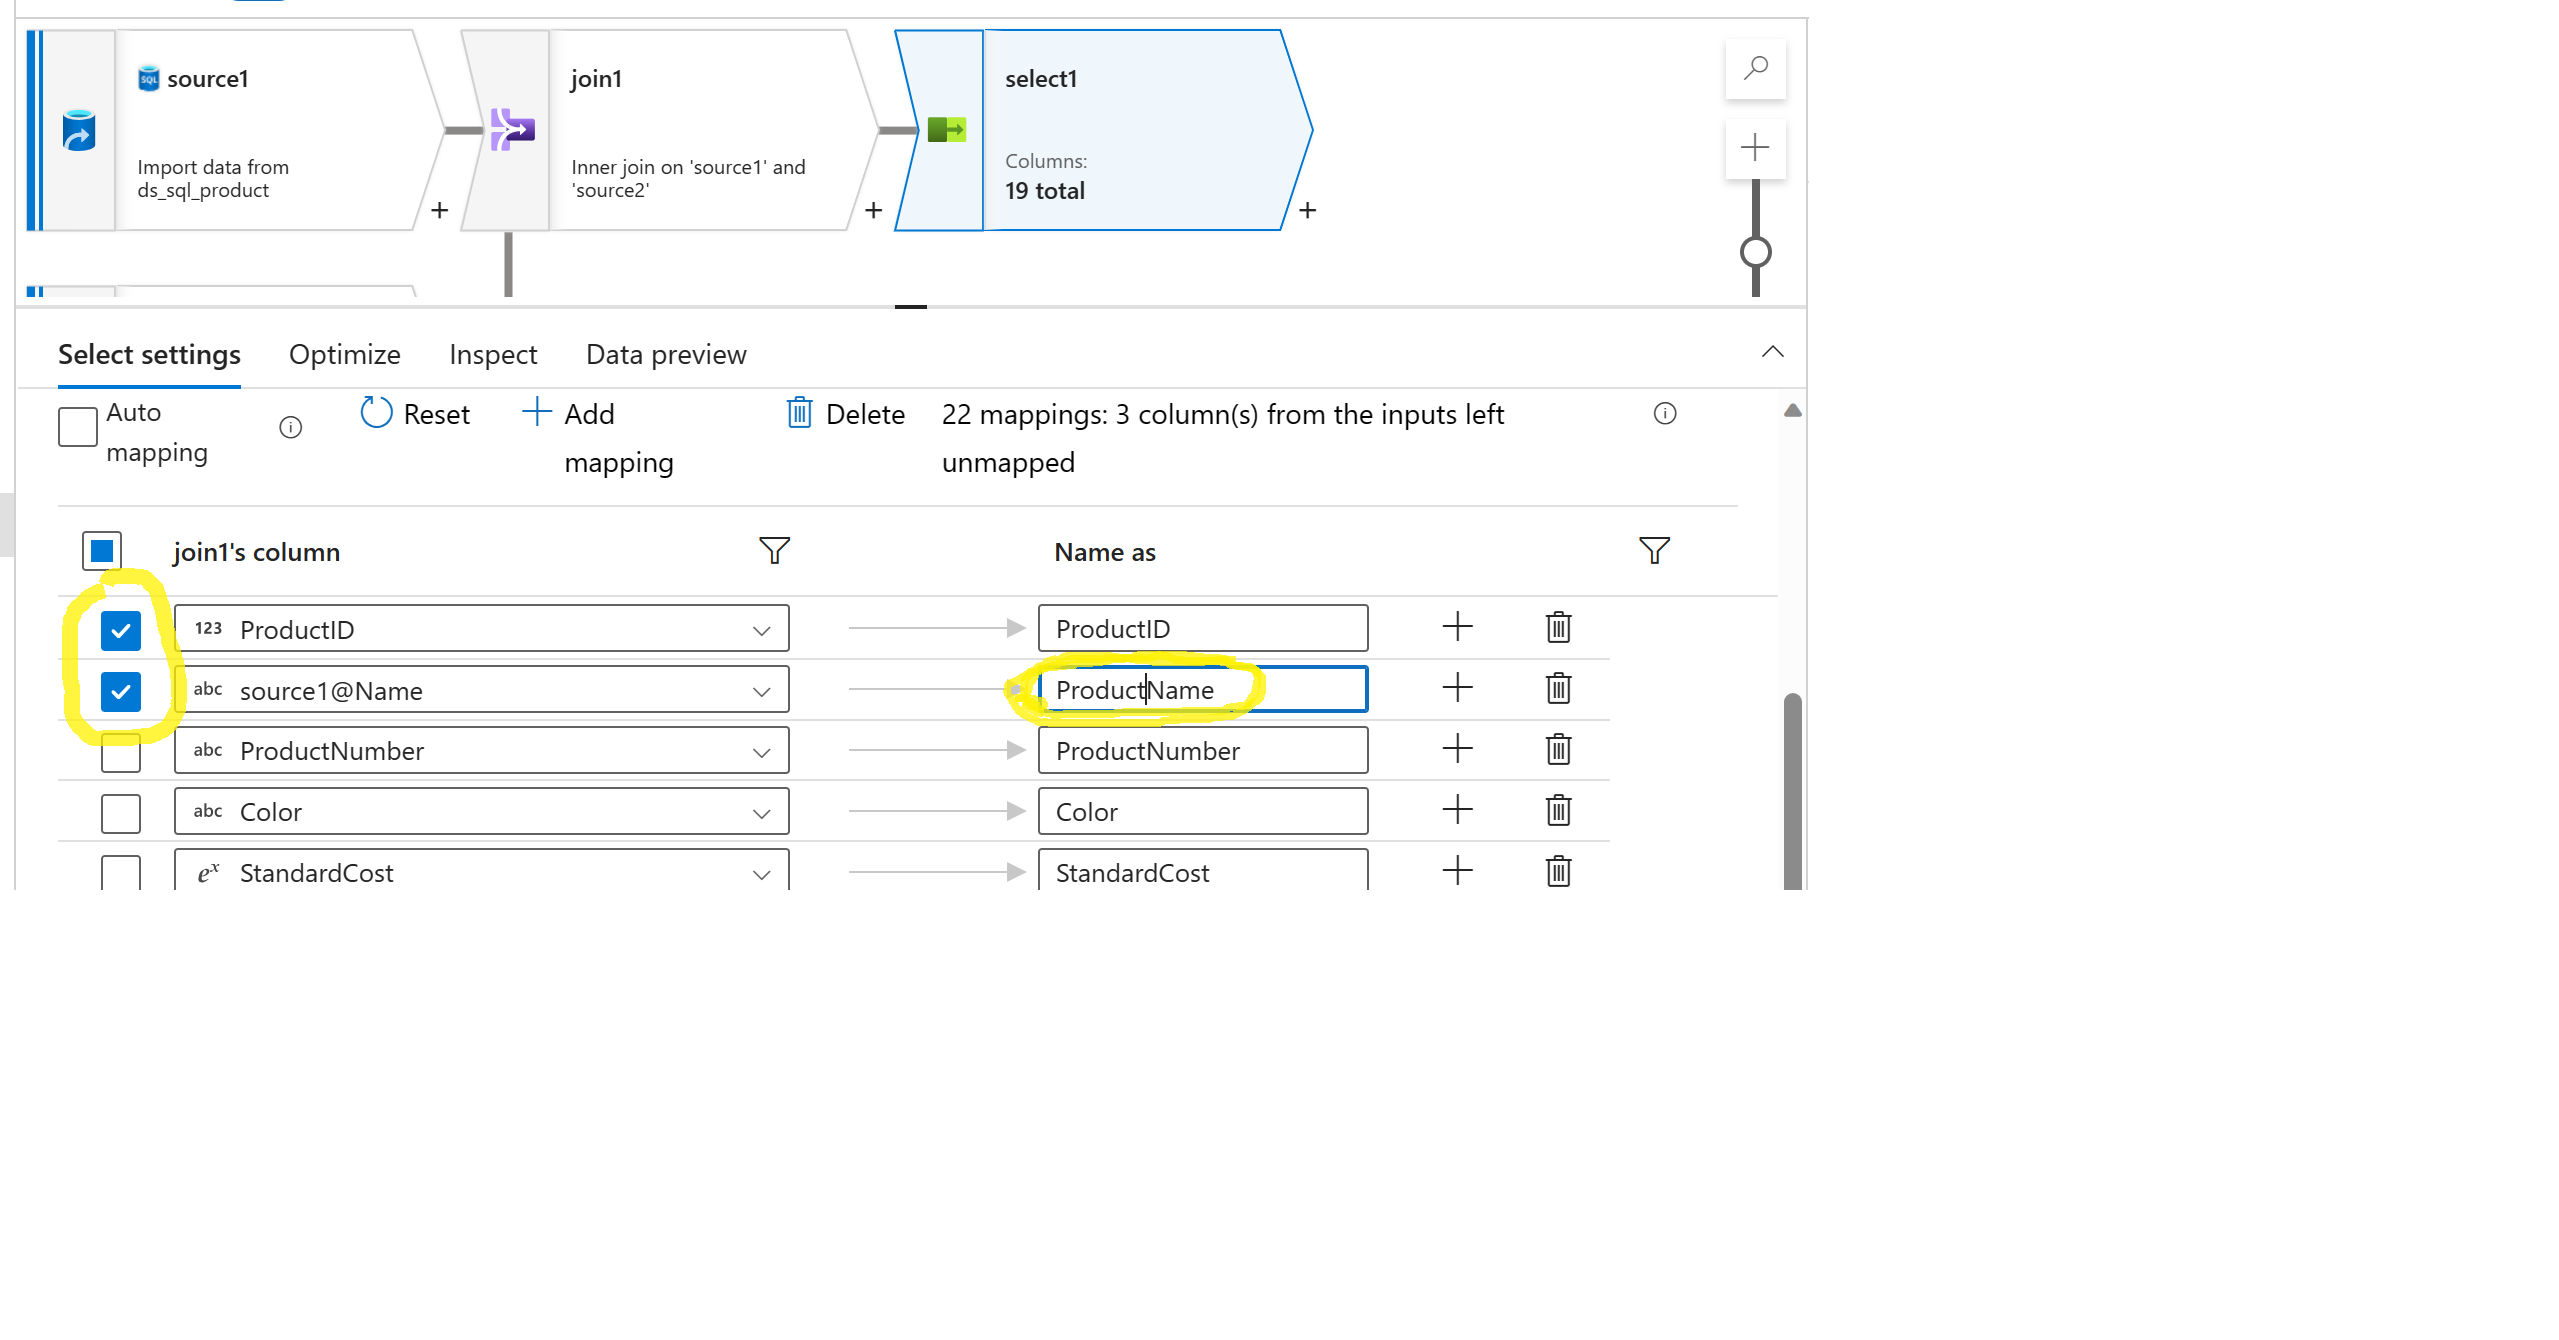 source1
join1
select1
Import data from
ds_sql_product
Inner join on 'source1' and
'source2'
Columns:
19 total
Select settings
Optimize
Inspect
Data preview
Auto
mapping
Reset
Add
mapping
Delete
22 mappings: 3 column(s) from the inputs left
unmapped
join1's column
Name as
123 ProductID
ProductID
abc source1@Name
ProductName
abc ProductNumber
ProductNumber
abc Color
Color
eˣ StandardCost
StandardCost